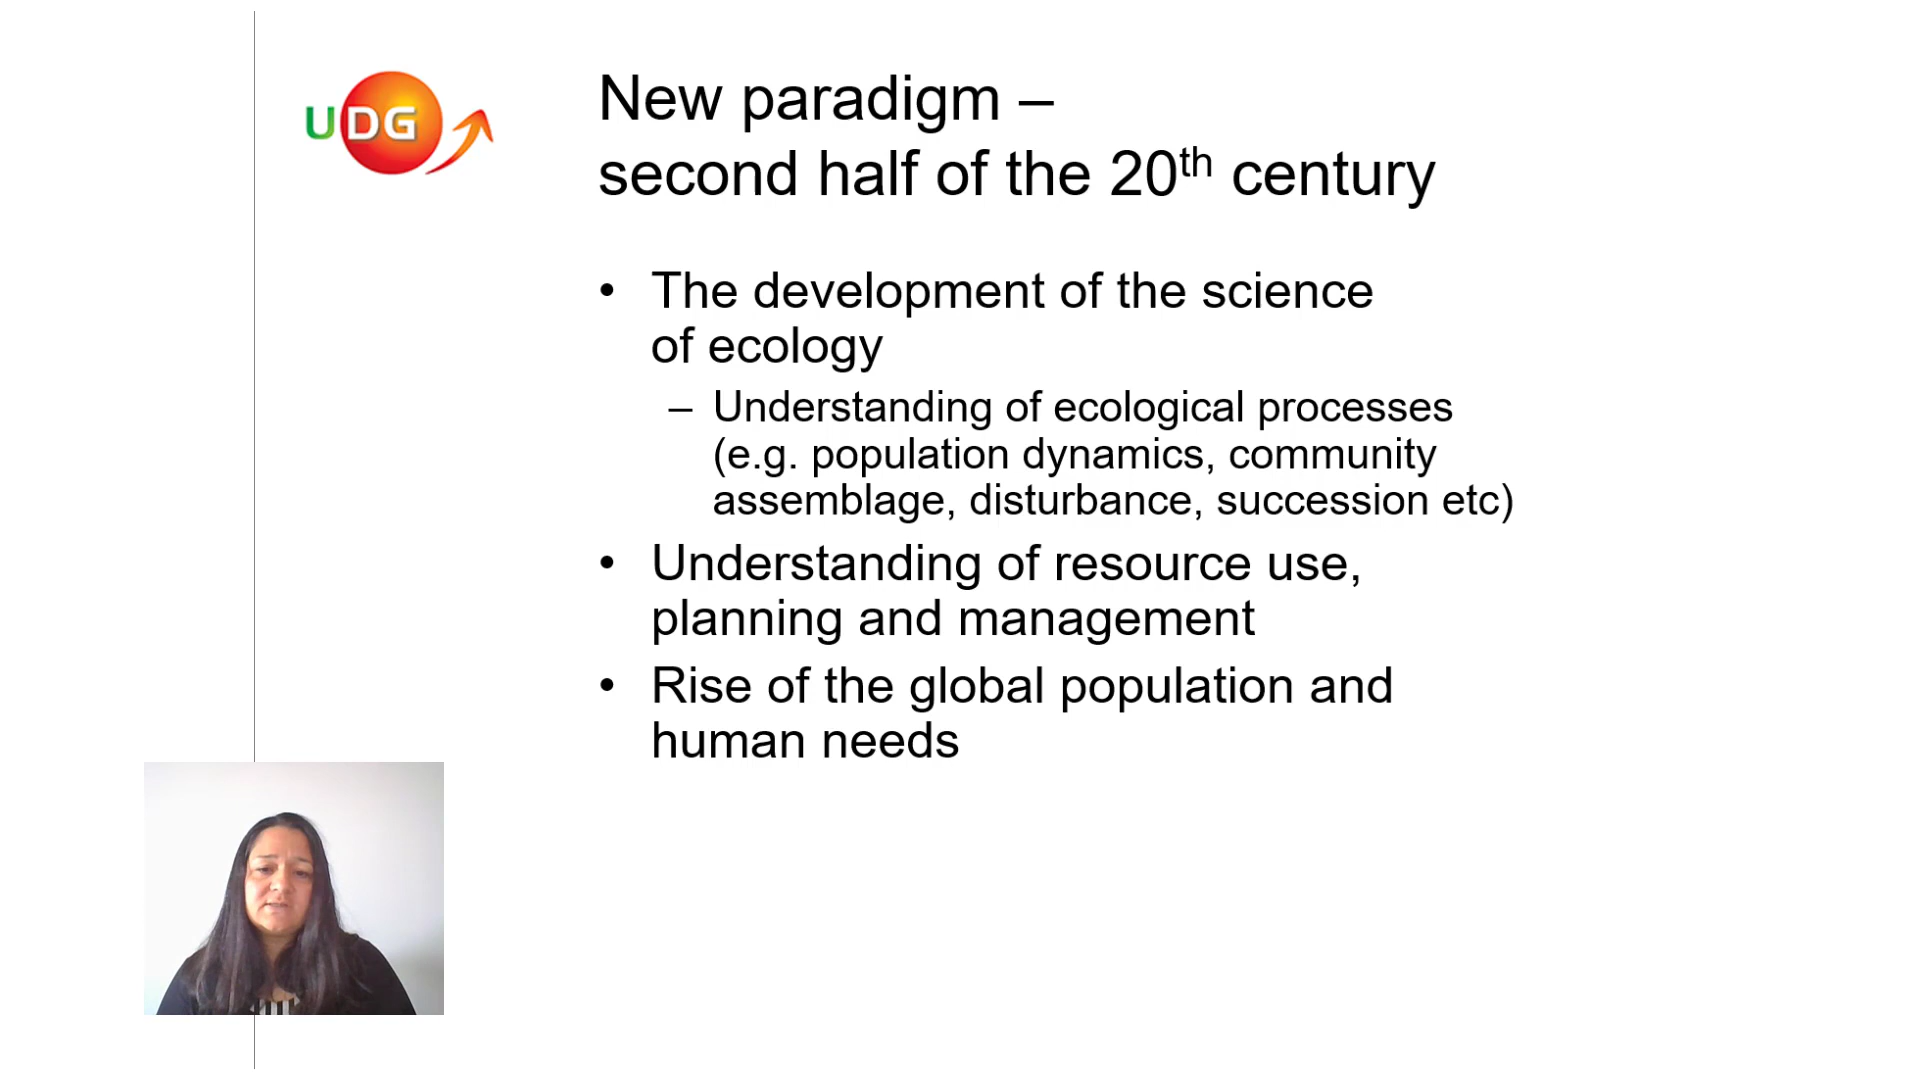 UDG
New paradigm –
second half of the 20th century
• The development of the science
of ecology
– Understanding of ecological processes
(e.g. population dynamics, community
assemblage, disturbance, succession etc)
• Understanding of resource use,
planning and management
• Rise of the global population and
human needs